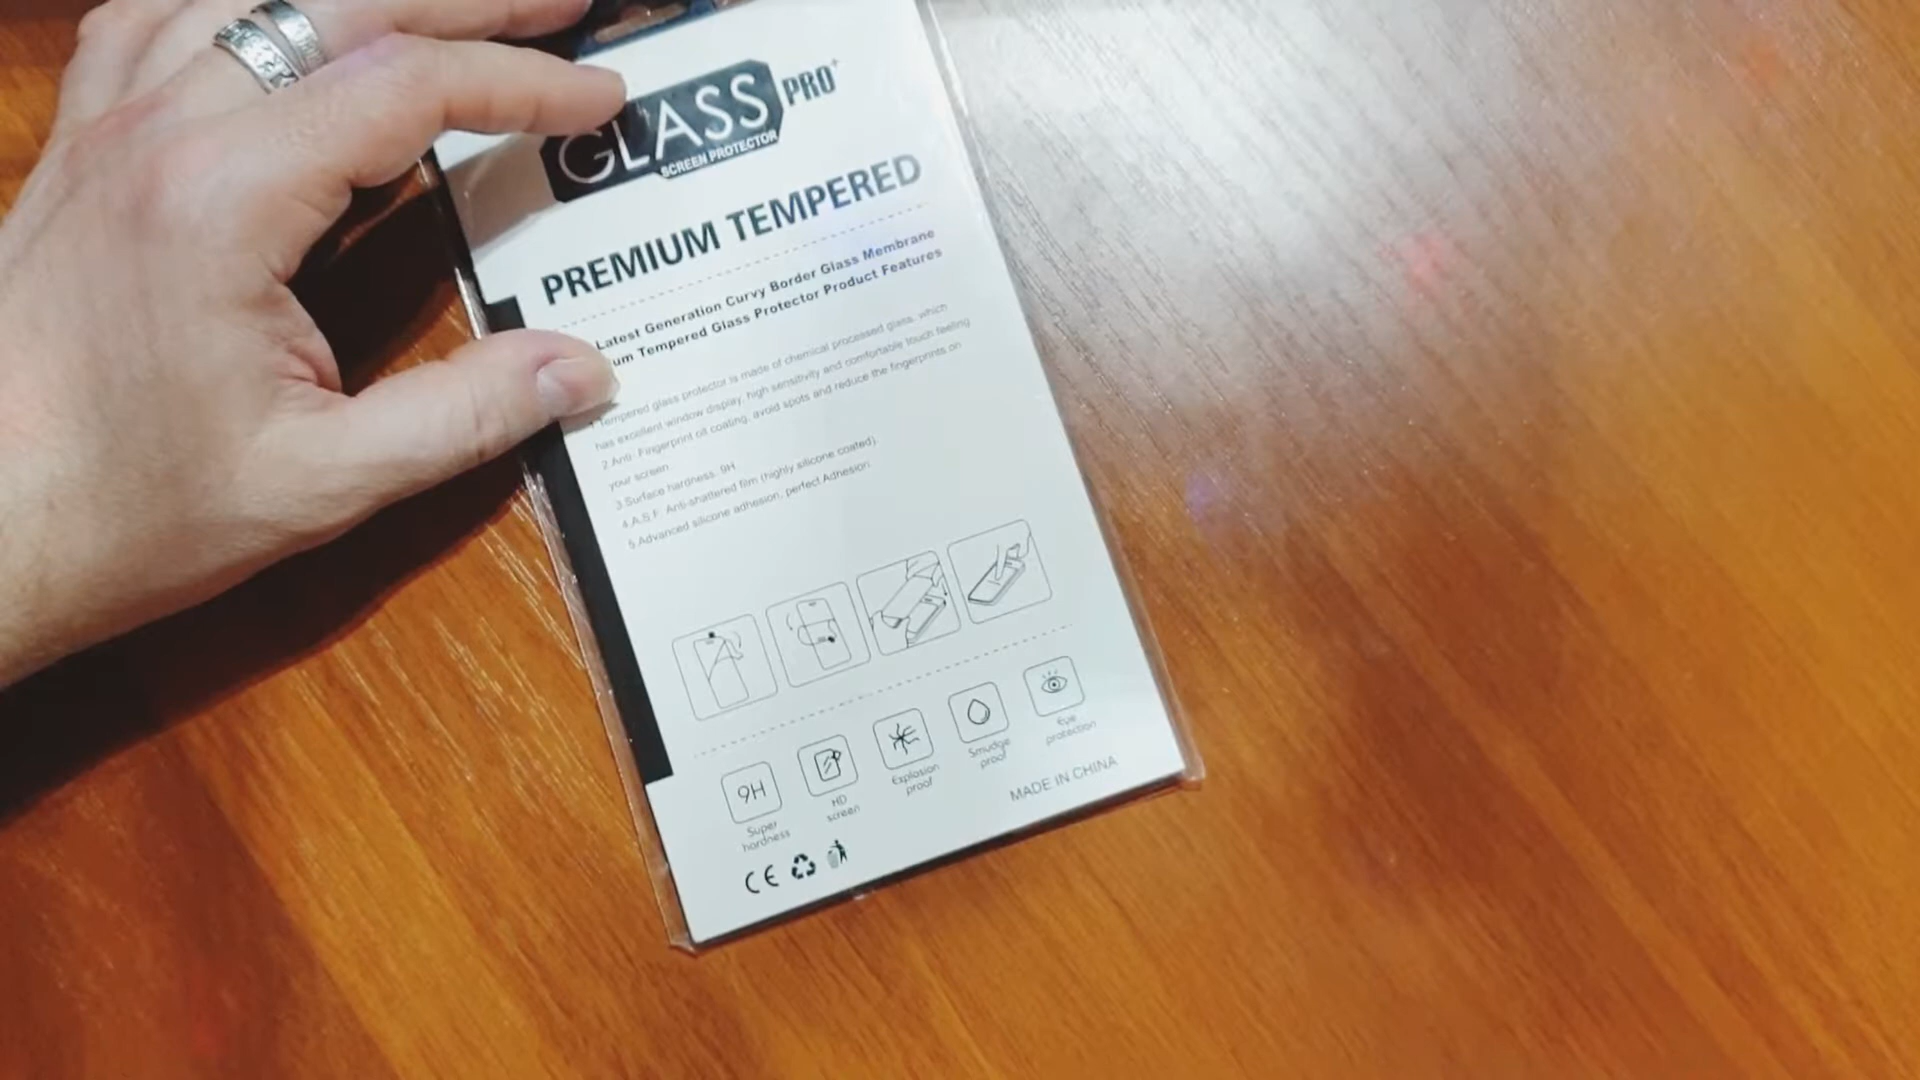 GLASS PRO+
SCREEN PROTECTOR
PREMIUM TEMPERED
Latest Generation Curvy Border Glass Membrane
um Tempered Glass Protector Product Features
1.Tempered glass protector is made of chemical processed glass, which
has excellent window display, high sensitivity and comfortable touch feeling
2.Anti- Fingerprint oil coating, avoid spots and reduce the fingerprints on
your screen.
3.Surface hardness: 9H
4.A.S.F. Anti-shattered film (highly silicone coated).
5.Advanced silicone adhesion, perfect Adhesion
9H
Super
hardness
HD
screen
Explosion
proof
Smudge
proof
Eye
protection
MADE IN CHINA
CE